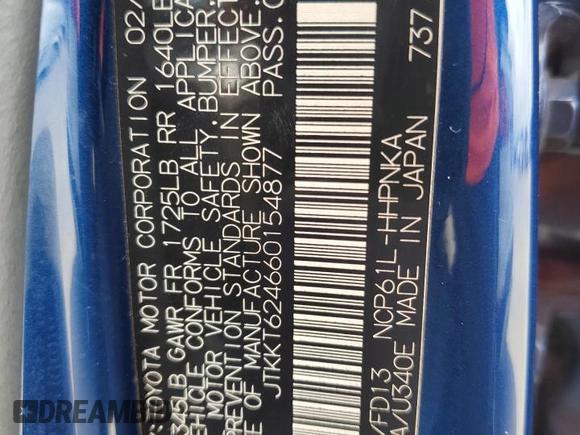 TOYOTA MOTOR CORPORATION 02/
345LB GAWR FR 1725LB RR 1640LB
VEHICLE CONFORMS TO ALL APPLICA
MOTOR VEHICLE SAFETY, BUMPER,
PREVENTION STANDARDS IN EFFECT
OF MANUFACTURE SHOWN ABOVE.
JTKKT624660154877 PASS.C
/FD13 NCP61L-HHPNKA
A/U340E MADE IN JAPAN 737
DREAMBID